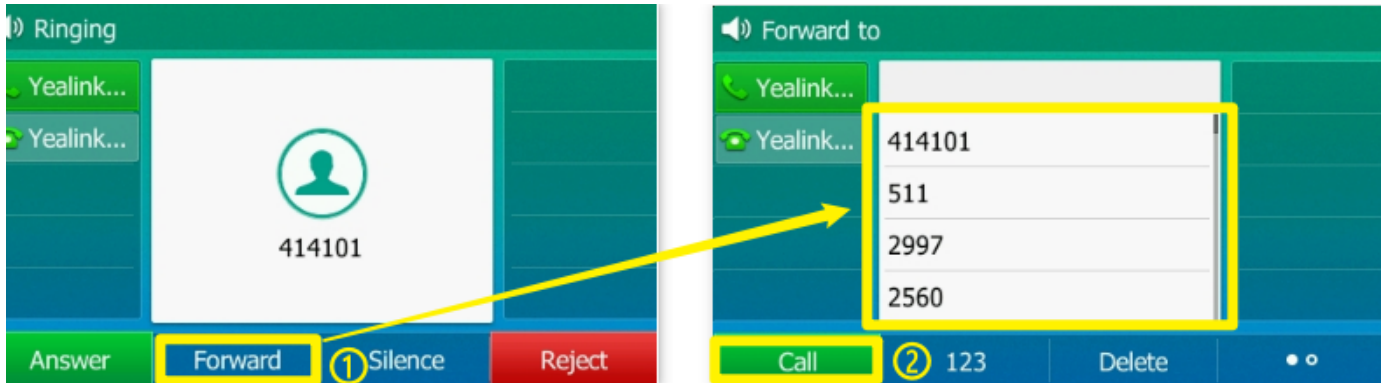 Ringing
Yealink...
Yealink...
414101
Answer
Forward
① Silence
Reject
Forward to
Yealink...
Yealink...
414101
511
2997
2560
Call
② 123
Delete